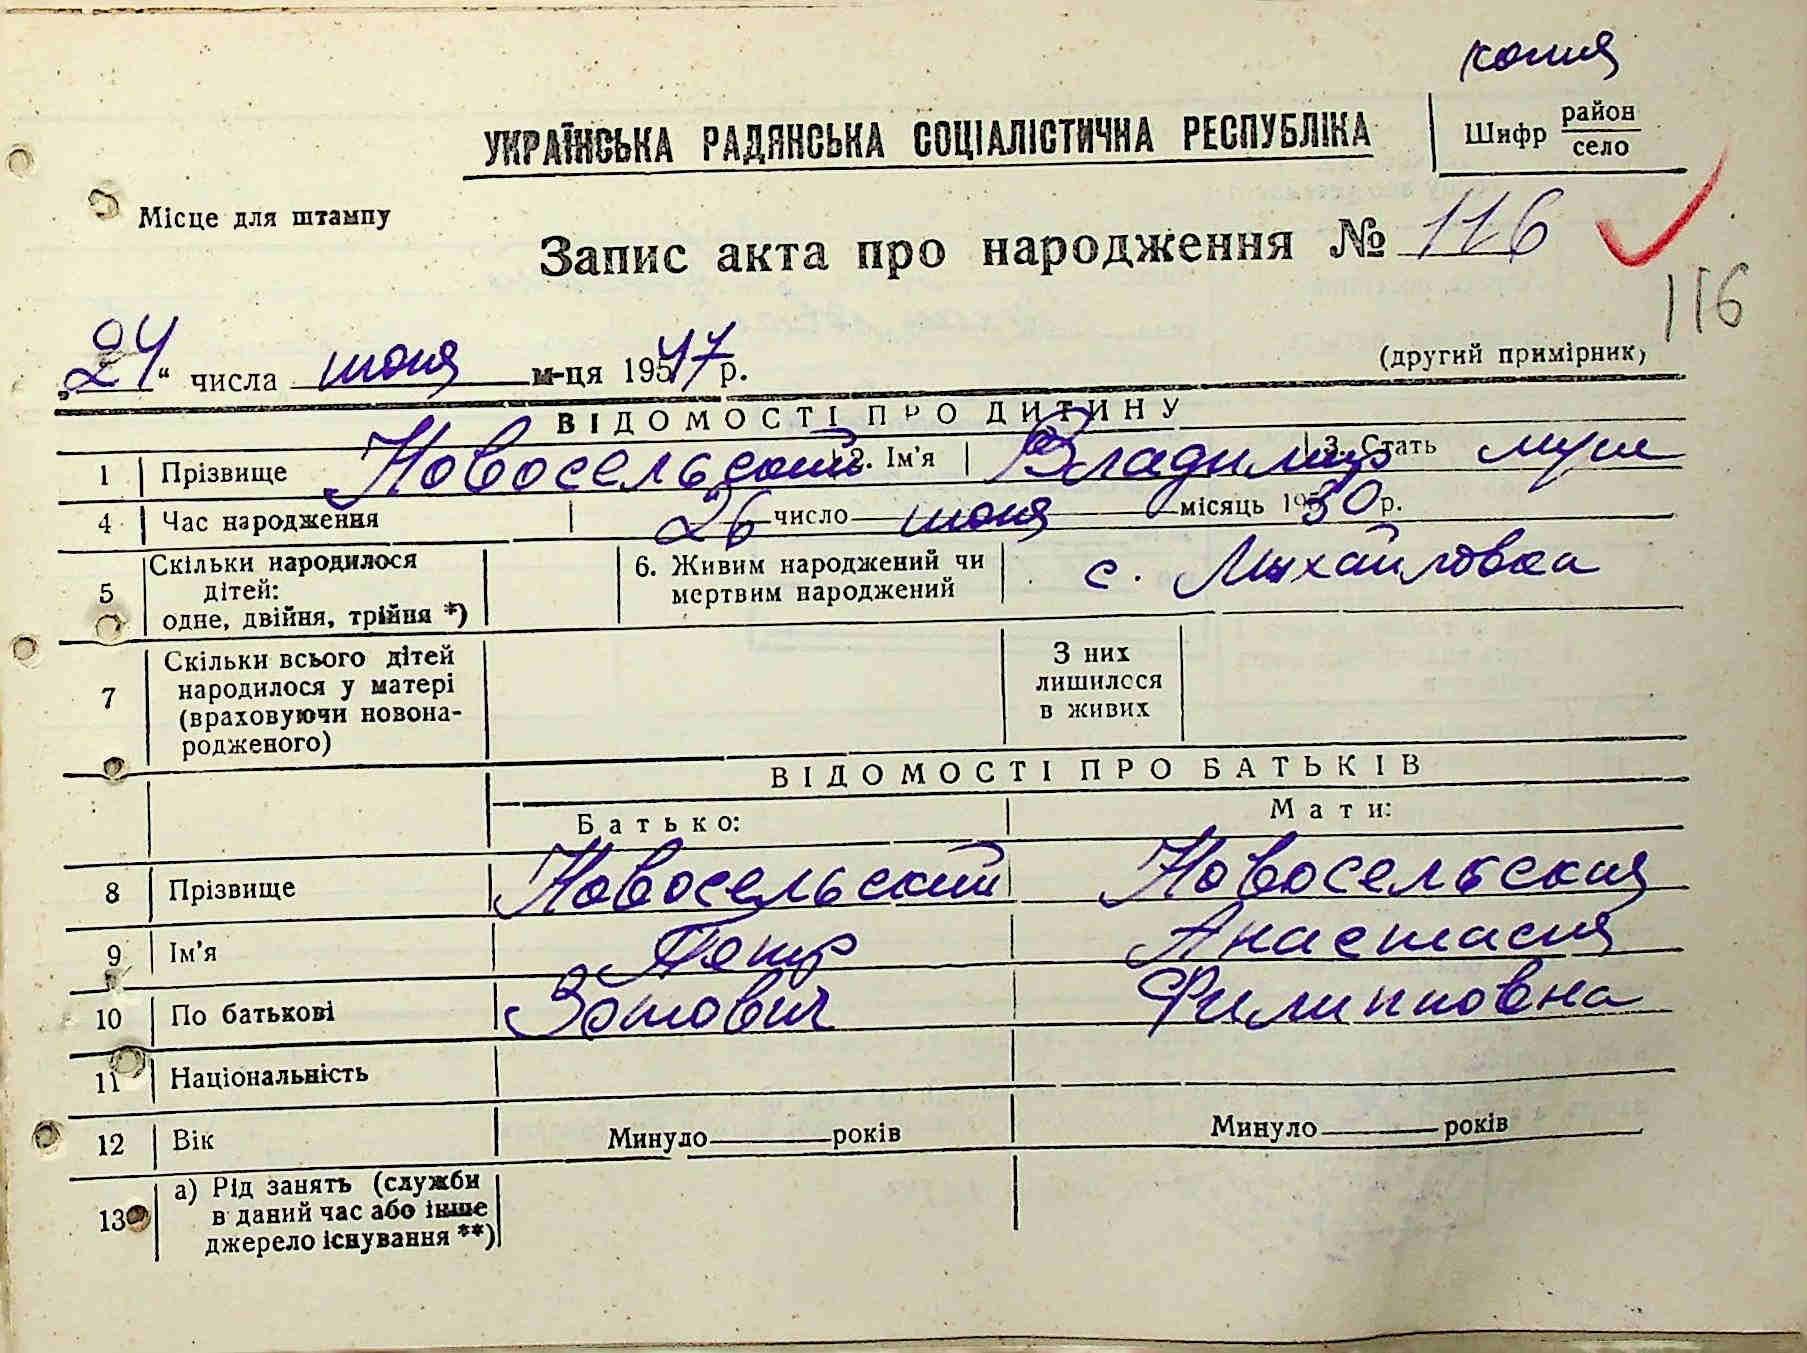 копия
УКРАЇНСЬКА РАДЯНСЬКА СОЦІАЛІСТИЧНА РЕСПУБЛІКА
Шифр район село
Місце для штампу
Запис акта про народження № 116
116
„24“ числа июня м-ця 1947 р.
(другий примірник)
ВІДОМОСТІ ПРО ДИТИНУ
1 Прізвище Новосельский 2. Ім'я Владимир 3. Стать муж
4 Час народження 26 число июня місяць 1930 р.
5 Скільки народилося дітей: одне, двійня, трійня *) 6. Живим народжений чи мертвим народжений с. Михайловка
7 Скільки всього дітей народилося у матері (враховуючи новона-родженого) З них лишилося в живих
ВІДОМОСТІ ПРО БАТЬКІВ
Батько: Мати:
8 Прізвище Новосельский Новосельская
9 Ім'я Петр Анастасия
10 По батькові Зотович Филипповна
11 Національність
12 Вік Минуло років Минуло років
13 а) Рід занять (служби в даний час або інше джерело існування **)